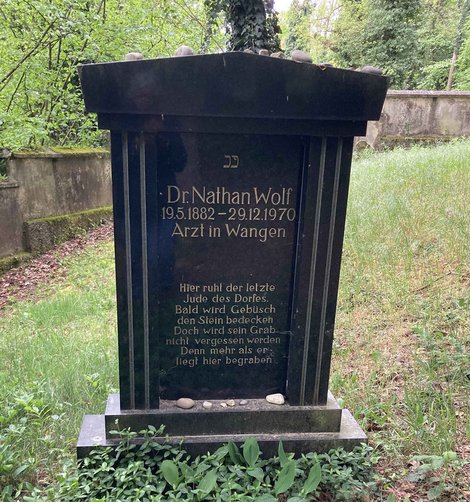 פנ
Dr. Nathan Wolf
19.5.1882 – 29.12.1970
Arzt in Wangen
Hier ruht der letzte
Jude des Dorfes.
Bald wird Gebüsch
den Stein bedecken
Doch wird sein Grab
nicht vergessen werden
Denn mehr als er
liegt hier begraben